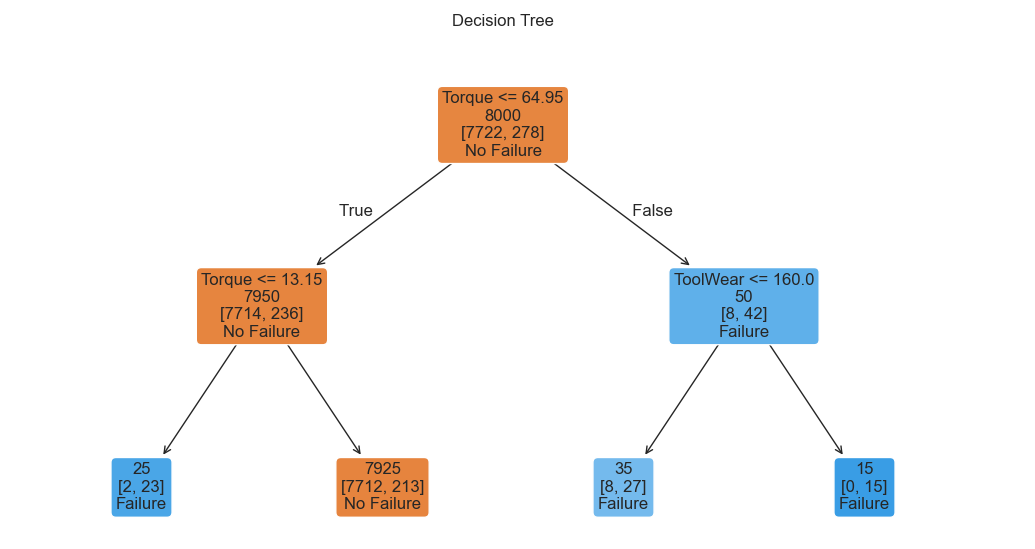 Decision Tree
Torque <= 64.95
8000
[7722, 278]
No Failure
True
False
Torque <= 13.15
7950
[7714, 236]
No Failure
ToolWear <= 160.0
50
[8, 42]
Failure
25
[2, 23]
Failure
7925
[7712, 213]
No Failure
35
[8, 27]
Failure
15
[0, 15]
Failure